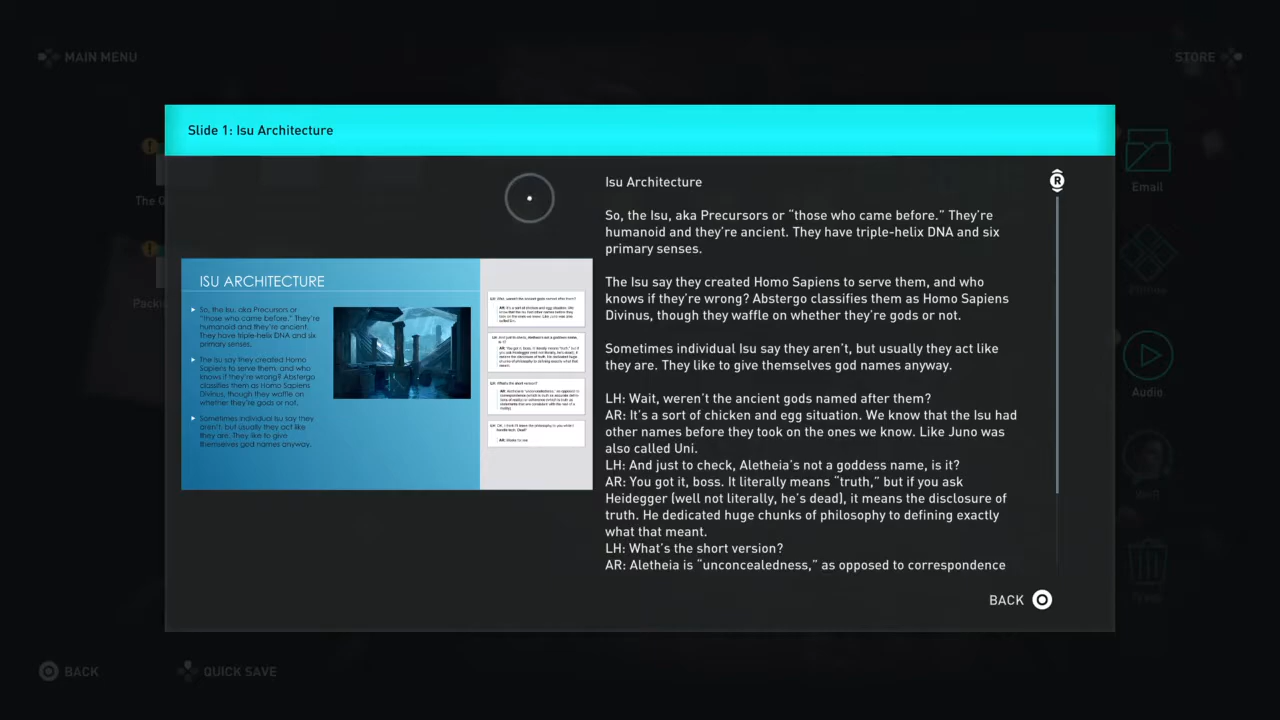 MAIN MENU
STORE
Slide 1: Isu Architecture
Email
Audio
ISU ARCHITECTURE
So, the Isu, aka Precursors or
"those who came before." They're
humanoid and they're ancient.
They have triple-helix DNA and six
primary senses.
The Isu say they created Homo
Sapiens to serve them, and who
knows if they're wrong? Abstergo
classifies them as Homo Sapiens
Divinus, though they waffle on
whether they're gods or not.
Sometimes individual Isu say they
aren't, but usually they act like
they are. They like to give
themselves god names anyway.
Isu Architecture
So, the Isu, aka Precursors or "those who came before." They're
humanoid and they're ancient. They have triple-helix DNA and six
primary senses.
The Isu say they created Homo Sapiens to serve them, and who
knows if they're wrong? Abstergo classifies them as Homo Sapiens
Divinus, though they waffle on whether they're gods or not.
Sometimes individual Isu say they aren't, but usually they act like
they are. They like to give themselves god names anyway.
LH: Wait, weren't the ancient gods named after them?
AR: It's a sort of chicken and egg situation. We know that the Isu had
other names before they took on the ones we know. Like Juno was
also called Uni.
LH: And just to check, Aletheia's not a goddess name, is it?
AR: You got it, boss. It literally means "truth," but if you ask
Heidegger (well not literally, he's dead), it means the disclosure of
truth. He dedicated huge chunks of philosophy to defining exactly
what that meant.
LH: What's the short version?
AR: Aletheia is "unconcealedness," as opposed to correspondence
R
BACK
BACK
QUICK SAVE